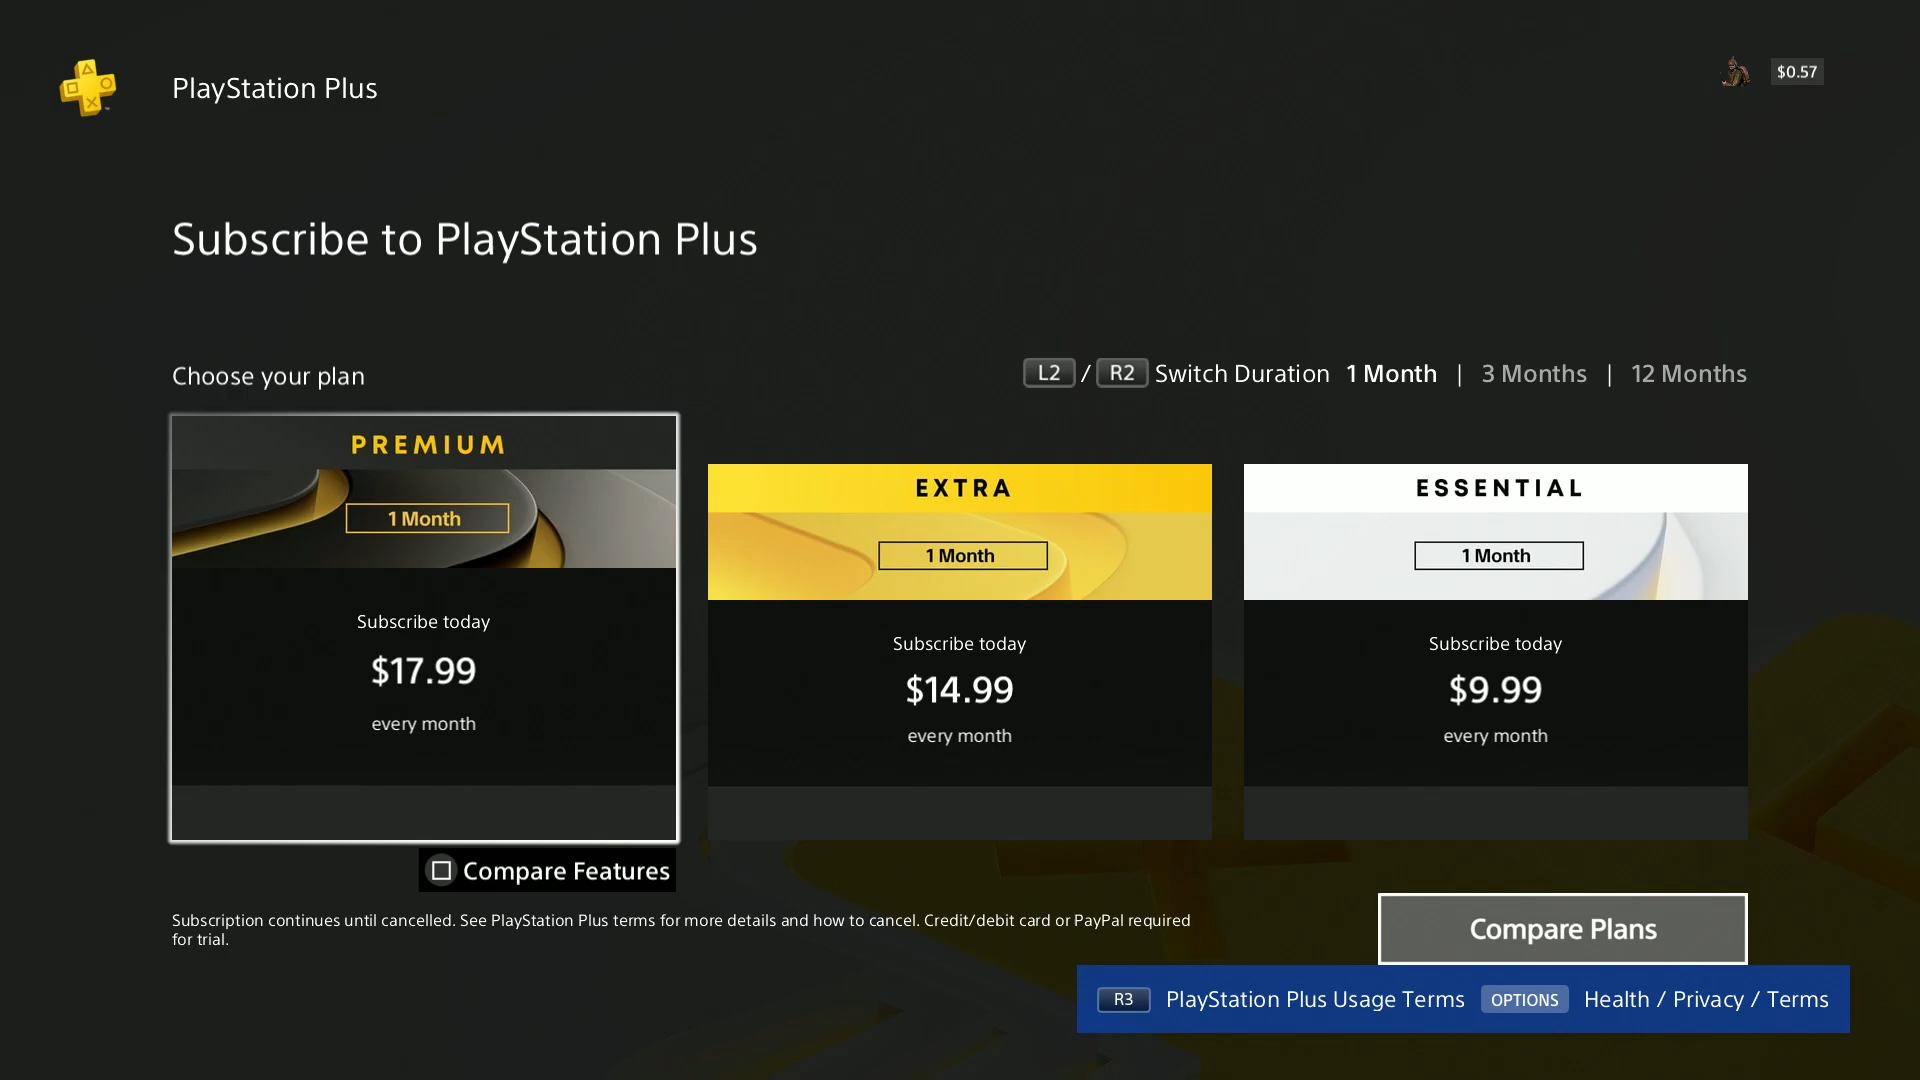 PlayStation Plus
$0.57
Subscribe to PlayStation Plus
Choose your plan
L2 / R2 Switch Duration 1 Month | 3 Months | 12 Months
PREMIUM
1 Month
Subscribe today
$17.99
every month
EXTRA
1 Month
Subscribe today
$14.99
every month
ESSENTIAL
1 Month
Subscribe today
$9.99
every month
Compare Features
Subscription continues until cancelled. See PlayStation Plus terms for more details and how to cancel. Credit/debit card or PayPal required
for trial.
Compare Plans
R3 PlayStation Plus Usage Terms OPTIONS Health / Privacy / Terms